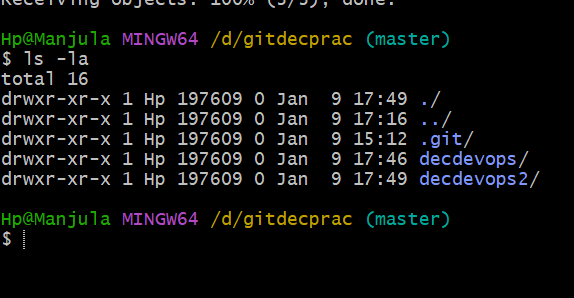 Receiving objects: 100% (3/3), done.
Hp@Manjula MINGW64 /d/gitdecprac (master)
$ ls -la
total 16
drwxr-xr-x 1 Hp 197609 0 Jan  9 17:49 ./
drwxr-xr-x 1 Hp 197609 0 Jan  9 17:16 ../
drwxr-xr-x 1 Hp 197609 0 Jan  9 15:12 .git/
drwxr-xr-x 1 Hp 197609 0 Jan  9 17:46 decdevops/
drwxr-xr-x 1 Hp 197609 0 Jan  9 17:49 decdevops2/
Hp@Manjula MINGW64 /d/gitdecprac (master)
$